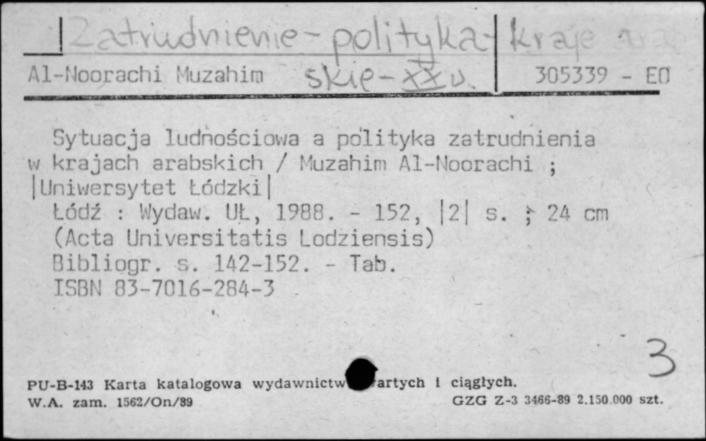 Zatrudnienie - polityka - kraje arab
skie - XX w.
Al-Noorachi Muzahim 305339 - EO
Sytuacja ludnościowa a polityka zatrudnienia
w krajach arabskich / Muzahim Al-Noorachi ;
|Uniwersytet Łódzki|
Łódź : Wydaw. UŁ, 1988. - 152, |2| s. ; 24 cm
(Acta Universitatis Lodziensis)
Bibliogr. s. 142-152. - Tab.
ISBN 83-7016-284-3
3
PU-B-143 Karta katalogowa wydawnictw artych i ciągłych.
W.A. zam. 1562/On/89 GZG Z-3 3466-89 2.150.000 szt.